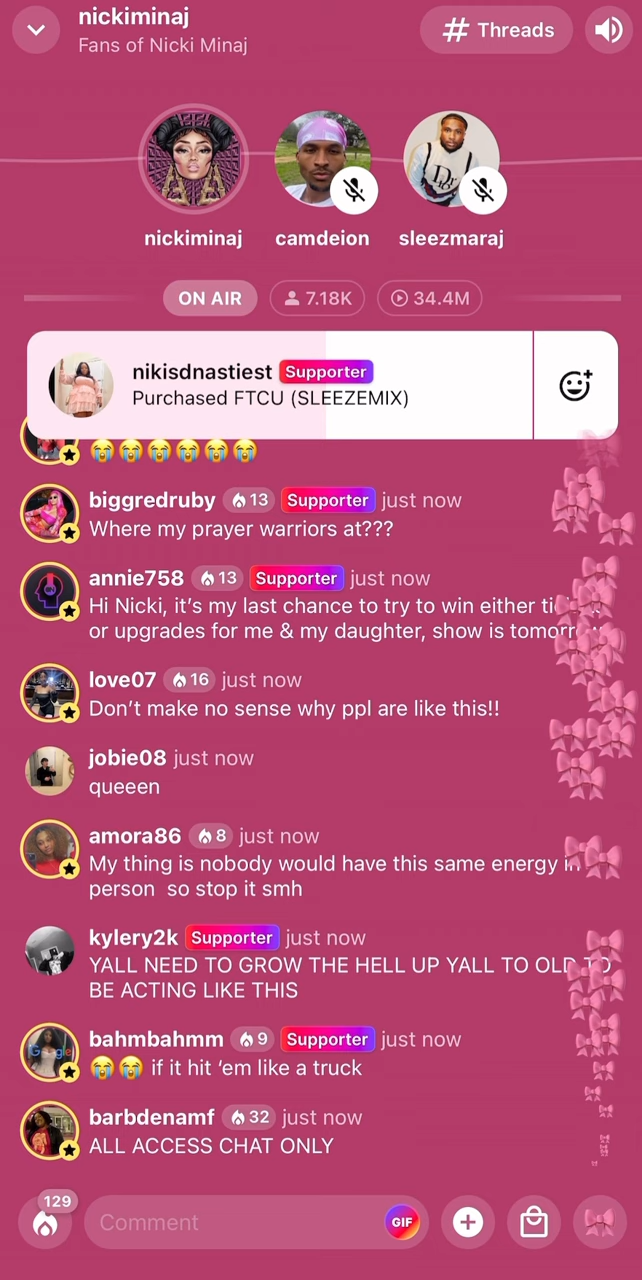 nickiminaj
Fans of Nicki Minaj
# Threads
nickiminaj
camdeion
sleezmaraj
ON AIR
7.18K
34.4M
nikisdnastiest Supporter
Purchased FTCU (SLEEZEMIX)
😭😭😭😭😭😭
biggredruby 13 Supporter just now
Where my prayer warriors at???
annie758 13 Supporter just now
Hi Nicki, it’s my last chance to try to win either
or upgrades for me & my daughter, show is
love07 16 just now
Don’t make no sense why ppl are like this!!
jobie08 just now
queeen
amora86 8 just now
My thing is nobody would have this same energy in
person  so stop it smh
kylery2k Supporter just now
YALL NEED TO GROW THE HELL UP YALL TO OLD TO
BE ACTING LIKE THIS
bahmbahmm 9 Supporter just now
😭😭 if it hit ‘em like a truck
barbdenamf 32 just now
ALL ACCESS CHAT ONLY
129
Comment
GIF